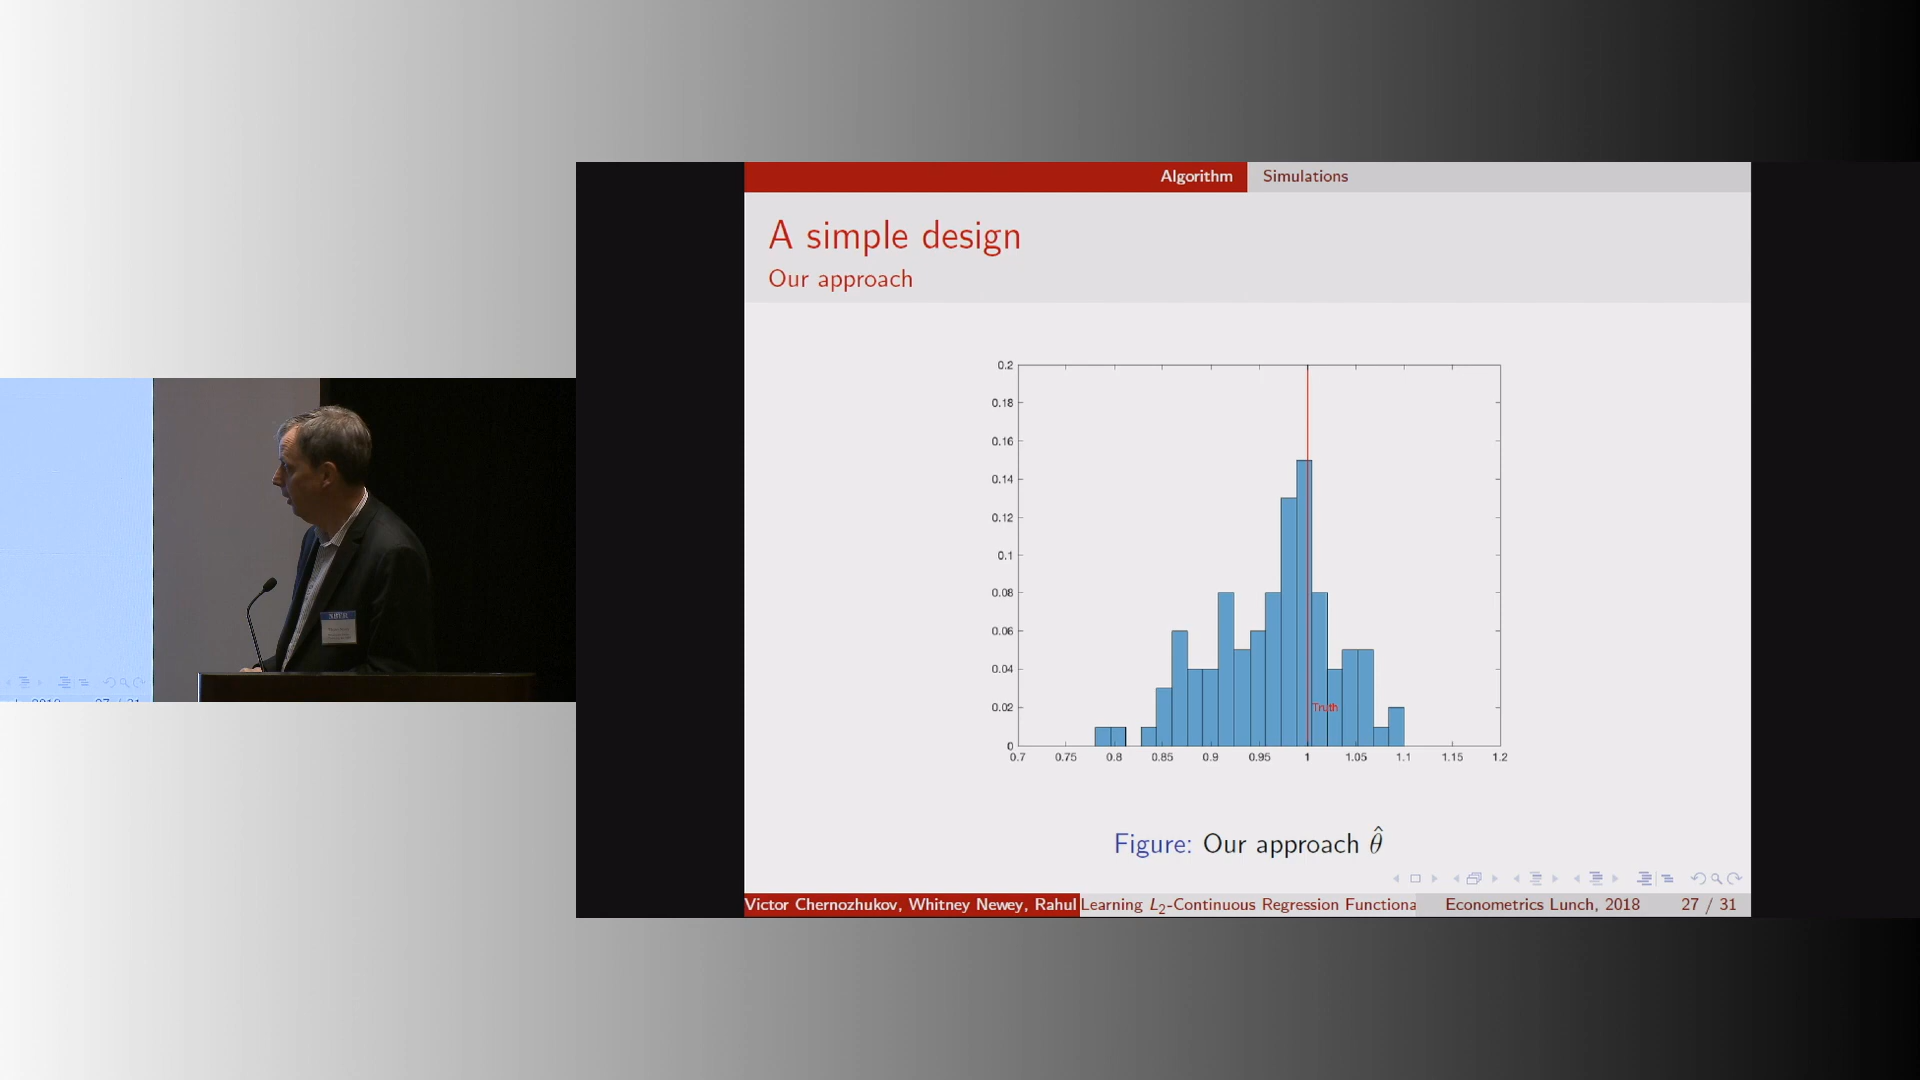 Algorithm Simulations
A simple design
Our approach
0.2
0.18
0.16
0.14
0.12
0.1
0.08
0.06
0.04
0.02
0
Truth
0.7 0.75 0.8 0.85 0.9 0.95 1 1.05 1.1 1.15 1.2
Figure: Our approach θ̂
Victor Chernozhukov, Whitney Newey, Rahul Learning L₂-Continuous Regression Functiona Econometrics Lunch, 2018 27 / 31
NBER